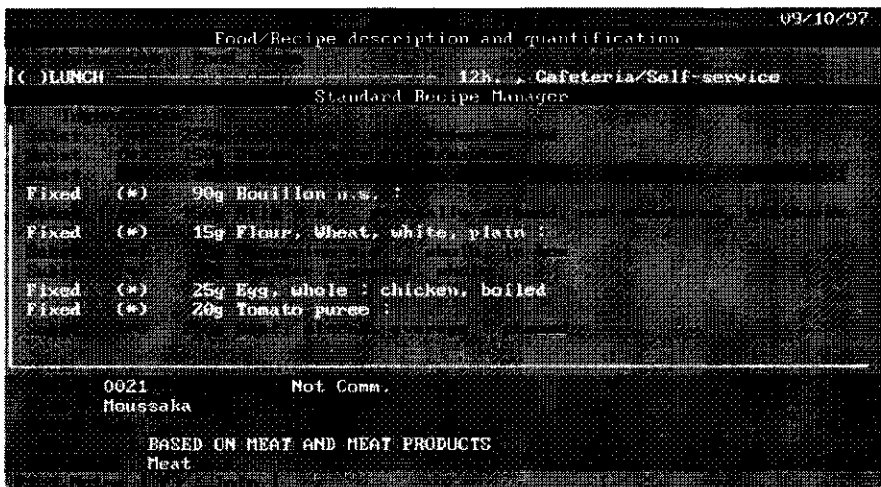 09/10/97
Food/Recipe description and quantification
( )LUNCH 12h. , Cafeteria/Self-service
Standard Recipe Manager
Fixed (*) 90g Bouillon n.s. :
Fixed (*) 15g Flour, Wheat, white, plain :
Fixed (*) 25g Egg, whole : chicken, boiled
Fixed (*) 20g Tomato puree :
0021 Not Comm.
Moussaka
BASED ON MEAT AND MEAT PRODUCTS
Meat